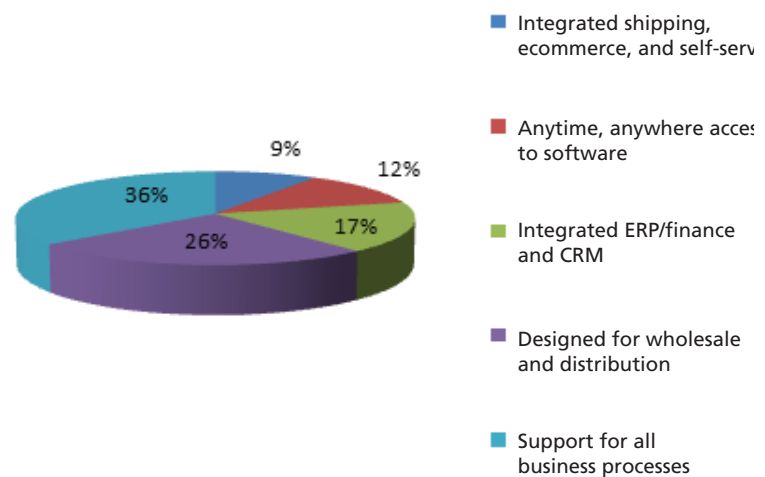 9%
12%
36%
17%
26%
Integrated shipping,
ecommerce, and self-serv
Anytime, anywhere acces
to software
Integrated ERP/finance
and CRM
Designed for wholesale
and distribution
Support for all
business processes